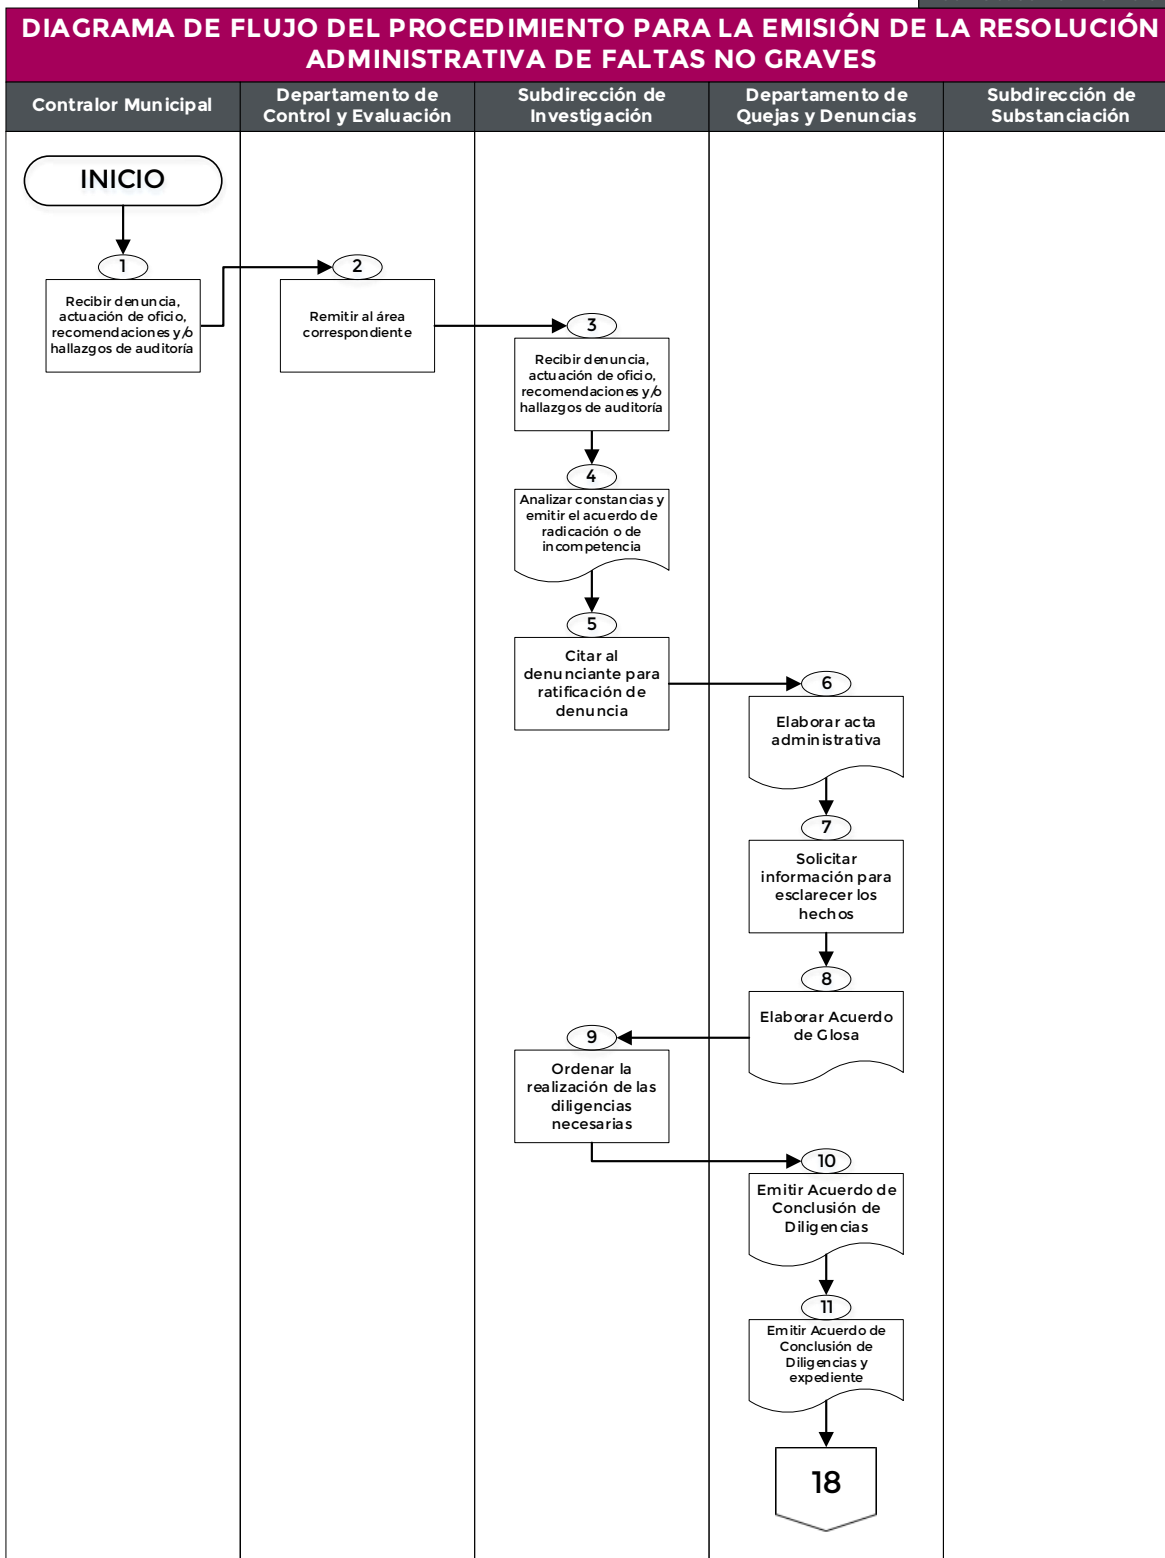 DIAGRAMA DE FLUJO DEL PROCEDIMIENTO PARA LA EMISIÓN DE LA RESOLUCIÓN
ADMINISTRATIVA DE FALTAS NO GRAVES
Contralor Municipal
Departamento de
Control y Evaluación
Subdirección de
Investigación
Departamento de
Quejas y Denuncias
Subdirección de
Substanciación
INICIO
1
Recibir denuncia,
actuación de oficio,
recomendaciones y/o
hallazgos de auditoría
2
Remitir al área
correspondiente
3
Recibir denuncia,
actuación de oficio,
recomendaciones y/o
hallazgos de auditoría
4
Analizar constancias y
emitir el acuerdo de
radicación o de
incompetencia
5
Citar al
denunciante para
ratificación de
denuncia
6
Elaborar acta
administrativa
7
Solicitar
información para
esclarecer los
hechos
8
Elaborar Acuerdo
de Glosa
9
Ordenar la
realización de las
diligencias
necesarias
10
Emitir Acuerdo de
Conclusión de
Diligencias
11
Emitir Acuerdo de
Conclusión de
Diligencias y
expediente
18